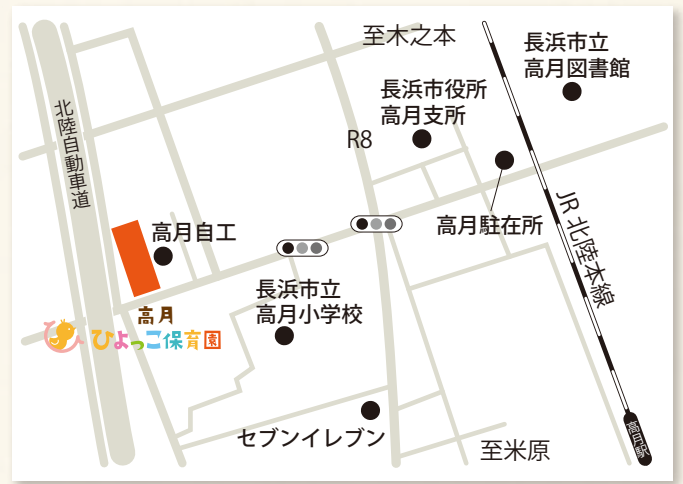 至木之本
長浜市立
高月図書館
長浜市役所
高月支所
R8
北陸自動車道
高月駐在所
JR 北陸本線
高月自工
長浜市立
高月小学校
高月
ひよっこ保育園
セブンイレブン
至米原
高月駅